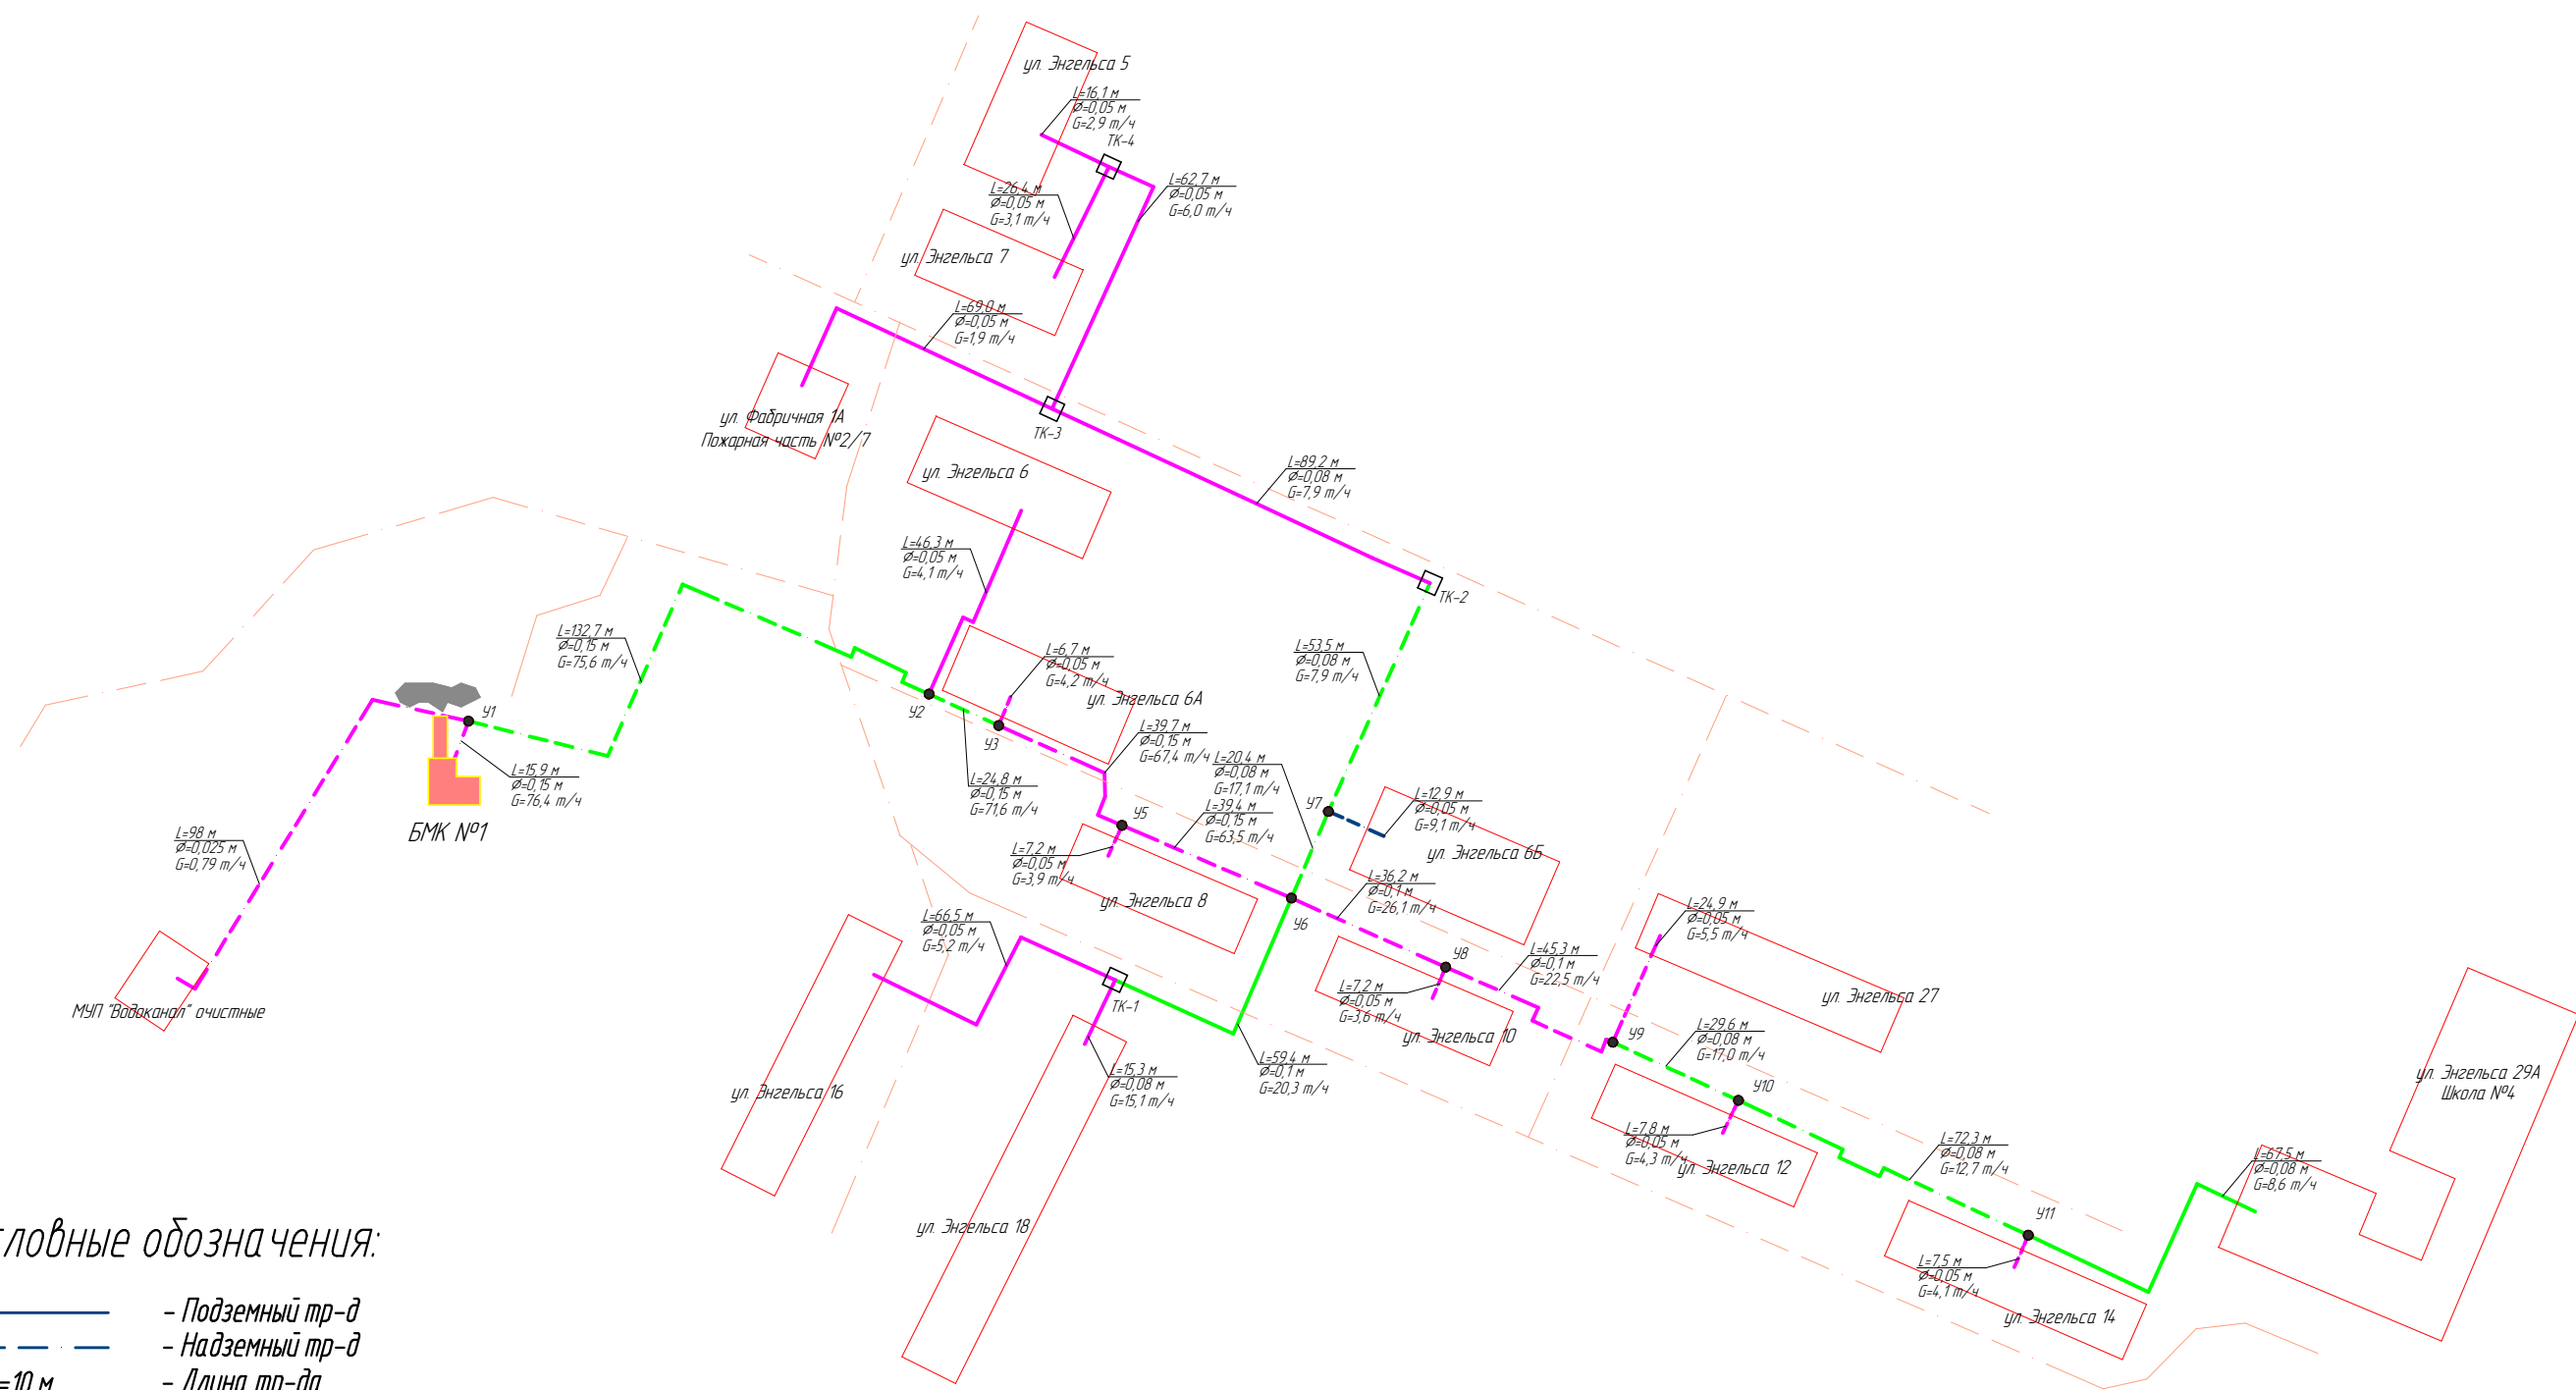 ул. Энгельса 5
L=16,1 м
Ø=0,05 м
G=2,9 т/ч
ТК-4
L=26,4 м
Ø=0,05 м
G=3,1 т/ч
L=62,7 м
Ø=0,05 м
G=6,0 т/ч
ул. Энгельса 7
L=69,0 м
Ø=0,05 м
G=1,9 т/ч
ул. Фабричная 1А
Пожарная часть №2/7
ТК-3
ул. Энгельса 6
L=89,2 м
Ø=0,08 м
G=7,9 т/ч
L=46,3 м
Ø=0,05 м
G=4,1 т/ч
ТК-2
L=132,7 м
Ø=0,15 м
G=75,6 т/ч
L=6,7 м
Ø=0,05 м
G=4,2 т/ч
L=53,5 м
Ø=0,08 м
G=7,9 т/ч
ул. Энгельса 6А
У1
У2
У3
L=39,7 м
Ø=0,15 м
G=67,4 т/ч
L=15,9 м
Ø=0,15 м
G=76,4 т/ч
L=24,8 м
Ø=0,15 м
G=71,6 т/ч
L=20,4 м
Ø=0,08 м
G=17,1 т/ч
L=39,4 м
Ø=0,15 м
G=63,5 т/ч
У7
L=12,9 м
Ø=0,05 м
G=9,1 т/ч
БМК №1
У5
L=98 м
Ø=0,025 м
G=0,79 т/ч
L=7,2 м
Ø=0,05 м
G=3,9 т/ч
ул. Энгельса 6Б
ул. Энгельса 8
L=36,2 м
Ø=0,1 м
G=26,1 т/ч
У6
L=66,5 м
Ø=0,05 м
G=5,2 т/ч
L=24,9 м
Ø=0,05 м
G=5,5 т/ч
У8
L=45,3 м
Ø=0,1 м
G=22,5 т/ч
L=7,2 м
Ø=0,05 м
G=3,6 т/ч
ул. Энгельса 27
МУП "Водоканал" очистные
ТК-1
ул. Энгельса 10
У9
L=29,6 м
Ø=0,08 м
G=17,0 т/ч
L=15,3 м
Ø=0,08 м
G=15,1 т/ч
L=59,4 м
Ø=0,1 м
G=20,3 т/ч
ул. Энгельса 16
У10
ул. Энгельса 29А
Школа №4
L=7,8 м
Ø=0,05 м
G=4,3 т/ч
ул. Энгельса 12
L=72,3 м
Ø=0,08 м
G=12,7 т/ч
L=67,5 м
Ø=0,08 м
G=8,6 т/ч
ул. Энгельса 18
У11
L=7,5 м
Ø=0,05 м
G=4,1 т/ч
ул. Энгельса 14
словные обозначения:
- Подземный тр-д
- Надземный тр-д
=10 м - Длина тр-да